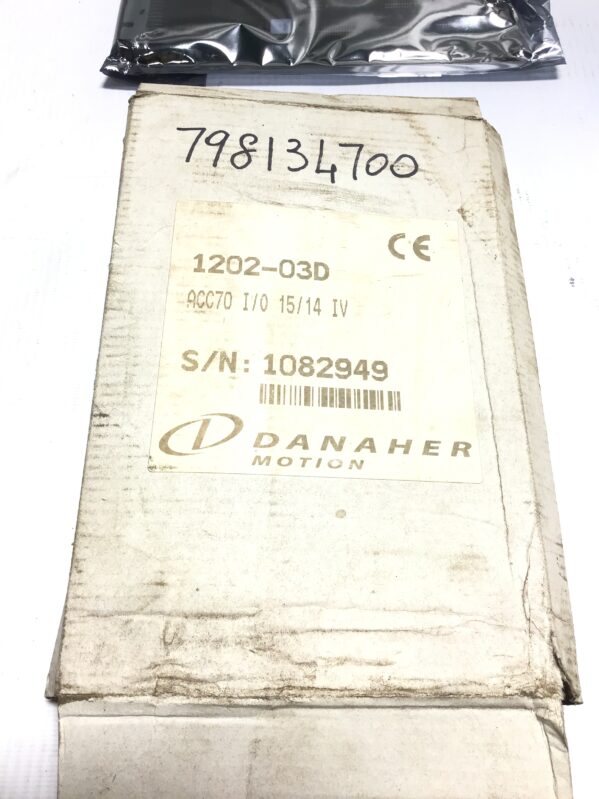 798134700
CE
1202-03D
ACC70 I/O 15/14 IV
S/N: 1082949
DANAHER
MOTION